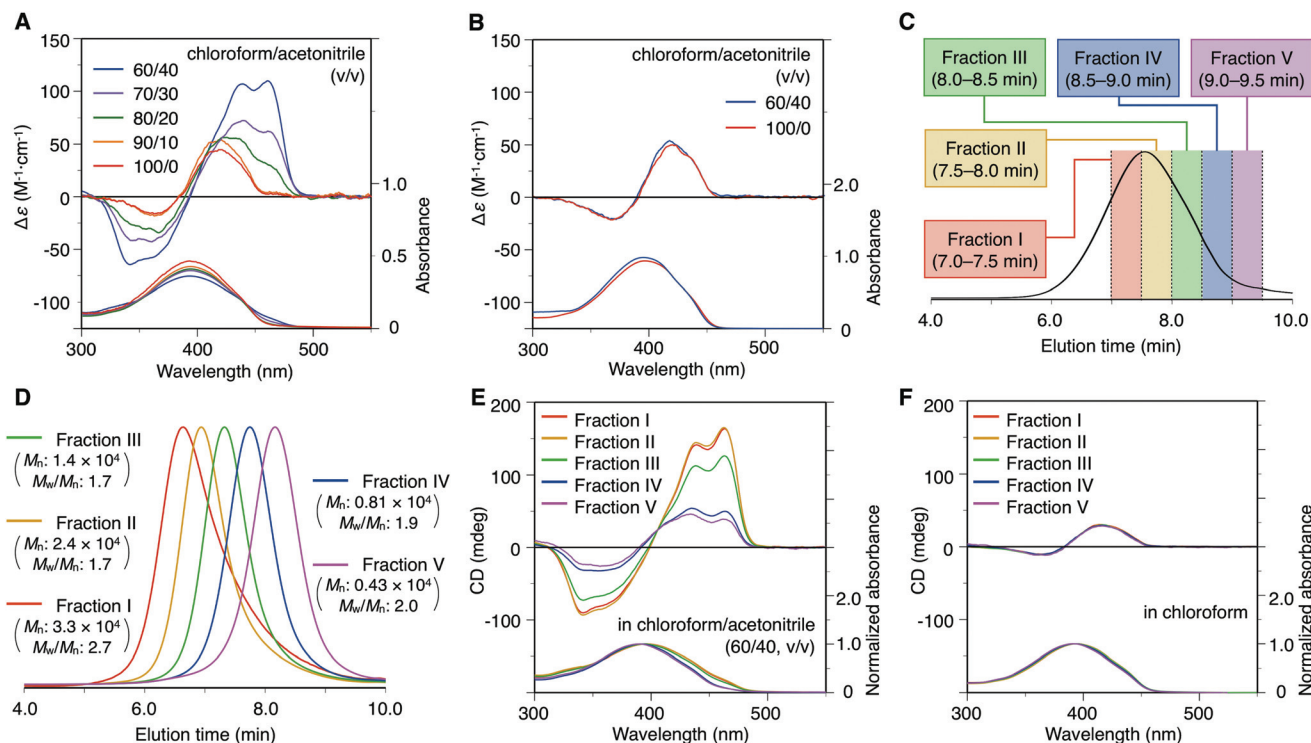 A
chloroform/acetonitrile
(v/v)
60/40
70/30
80/20
90/10
100/0
150
100
50
0
-50
-100
Δε (M⁻¹·cm⁻¹)
1.0
0.5
0
Absorbance
300
400
500
Wavelength (nm)
B
chloroform/acetonitrile
(v/v)
60/40
100/0
150
100
50
0
-50
-100
Δε (M⁻¹·cm⁻¹)
2.0
1.0
0
Absorbance
300
400
500
Wavelength (nm)
C
Fraction III
(8.0–8.5 min)
Fraction IV
(8.5–9.0 min)
Fraction V
(9.0–9.5 min)
Fraction II
(7.5–8.0 min)
Fraction I
(7.0–7.5 min)
4.0
6.0
8.0
10.0
Elution time (min)
D
Fraction III
(Mn: 1.4 × 10⁴
Mw/Mn: 1.7)
Fraction II
(Mn: 2.4 × 10⁴
Mw/Mn: 1.7)
Fraction I
(Mn: 3.3 × 10⁴
Mw/Mn: 2.7)
Fraction IV
(Mn: 0.81 × 10⁴
Mw/Mn: 1.9)
Fraction V
(Mn: 0.43 × 10⁴
Mw/Mn: 2.0)
4.0
6.0
8.0
10.0
Elution time (min)
E
Fraction I
Fraction II
Fraction III
Fraction IV
Fraction V
200
100
0
-100
CD (mdeg)
in chloroform/acetonitrile
(60/40, v/v)
2.0
1.0
0
Normalized absorbance
300
400
500
Wavelength (nm)
F
Fraction I
Fraction II
Fraction III
Fraction IV
Fraction V
200
100
0
-100
CD (mdeg)
in chloroform
2.0
1.0
0
Normalized absorbance
300
400
500
Wavelength (nm)